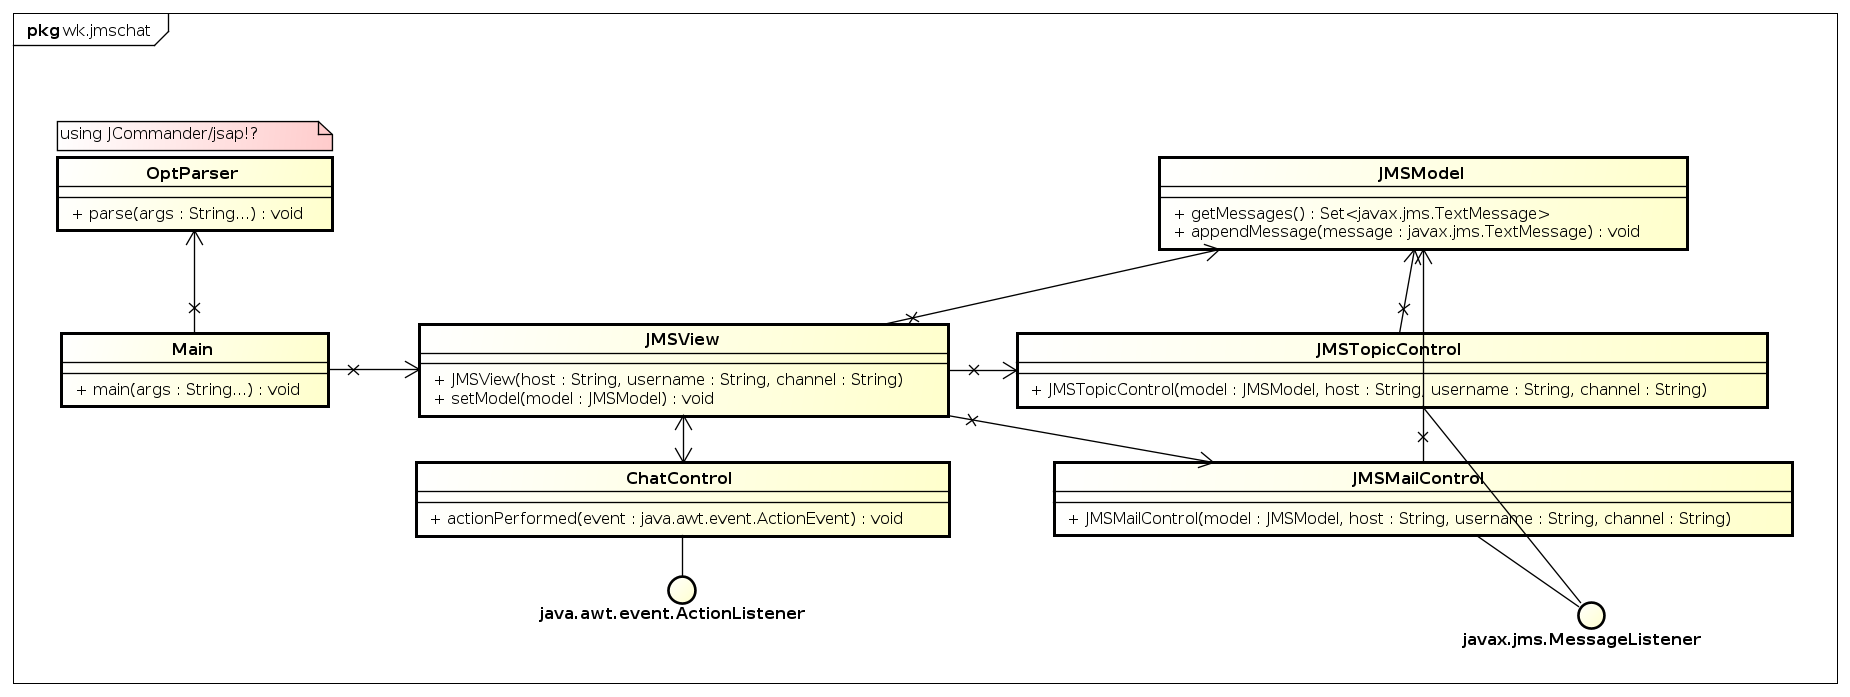 pkg wk.jmschat
using JCommander/jsap!?
OptParser
+ parse(args : String...) : void
JMSModel
+ getMessages() : Set<javax.jms.TextMessage>
+ appendMessage(message : javax.jms.TextMessage) : void
Main
+ main(args : String...) : void
JMSView
+ JMSView(host : String, username : String, channel : String)
+ setModel(model : JMSModel) : void
JMSTopicControl
+ JMSTopicControl(model : JMSModel, host : String, username : String, channel : String)
ChatControl
+ actionPerformed(event : java.awt.event.ActionEvent) : void
JMSMailControl
+ JMSMailControl(model : JMSModel, host : String, username : String, channel : String)
java.awt.event.ActionListener
javax.jms.MessageListener